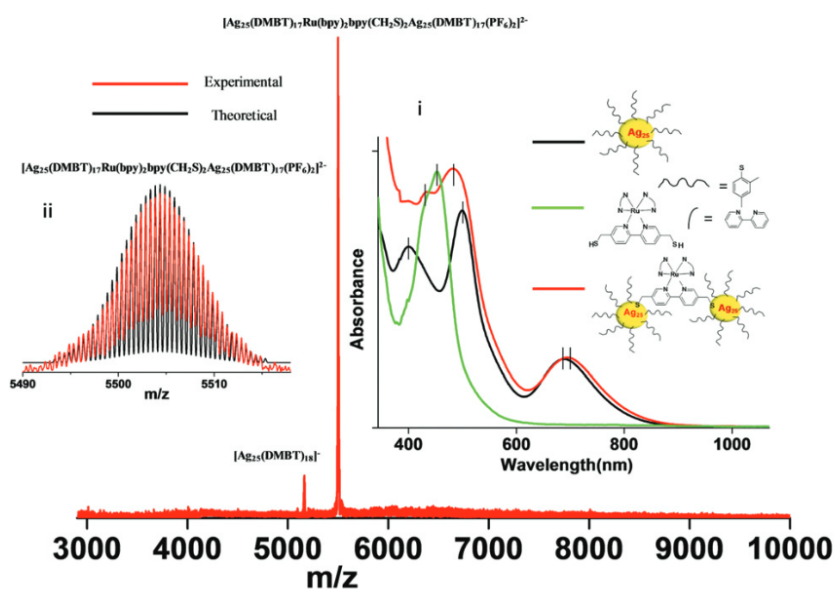 [Ag₂₅(DMBT)₁₇Ru(bpy)₂bpy(CH₂S)₂Ag₂₅(DMBT)₁₇(PF₆)₂]²⁻
Experimental
Theoretical
[Ag₂₅(DMBT)₁₇Ru(bpy)₂bpy(CH₂S)₂Ag₂₅(DMBT)₁₇(PF₆)₂]²⁻
ii
5490 5500 5510
m/z
i
Absorbance
400 600 800 1000
Wavelength(nm)
Ag₂₅
S
=
N N
N N
Ru
N N
HS SH
=
N N
N N
N N
Ru
N N
S S
Ag₂₅ Ag₂₅
[Ag₂₅(DMBT)₁₈]⁻
3000 4000 5000 6000 7000 8000 9000 10000
m/z